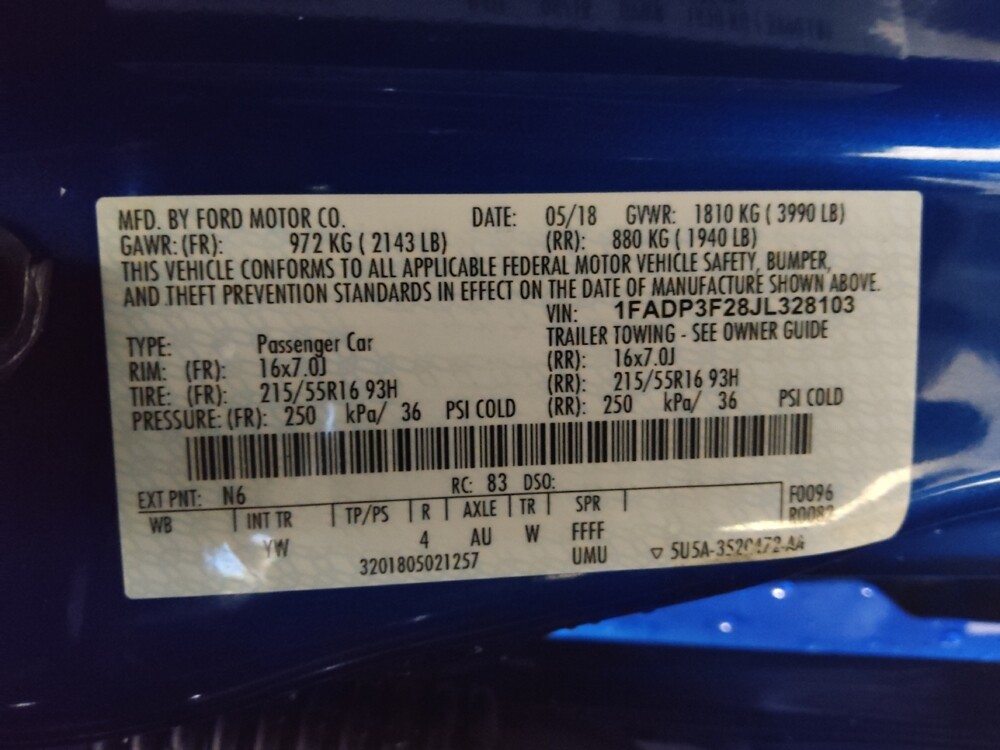 MFD. BY FORD MOTOR CO. DATE: 05/18 GVWR: 1810 KG ( 3990 LB)
GAWR: (FR): 972 KG ( 2143 LB) (RR): 880 KG ( 1940 LB)
THIS VEHICLE CONFORMS TO ALL APPLICABLE FEDERAL MOTOR VEHICLE SAFETY, BUMPER,
AND THEFT PREVENTION STANDARDS IN EFFECT ON THE DATE OF MANUFACTURE SHOWN ABOVE.
VIN: 1FADP3F28JL328103
TYPE: Passenger Car TRAILER TOWING - SEE OWNER GUIDE
RIM: (FR): 16x7.0J (RR): 16x7.0J
TIRE: (FR): 215/55R16 93H (RR): 215/55R16 93H
PRESSURE: (FR): 250 kPa/ 36 PSI COLD (RR): 250 kPa/ 36 PSI COLD
EXT PNT: N6 RC: 83 DSO: F0096
WB INT TR TP/PS R AXLE TR SPR R0082
YW 4 AU W FFFF
3201805021257 UMU ▽ 5U5A-3520472-AA